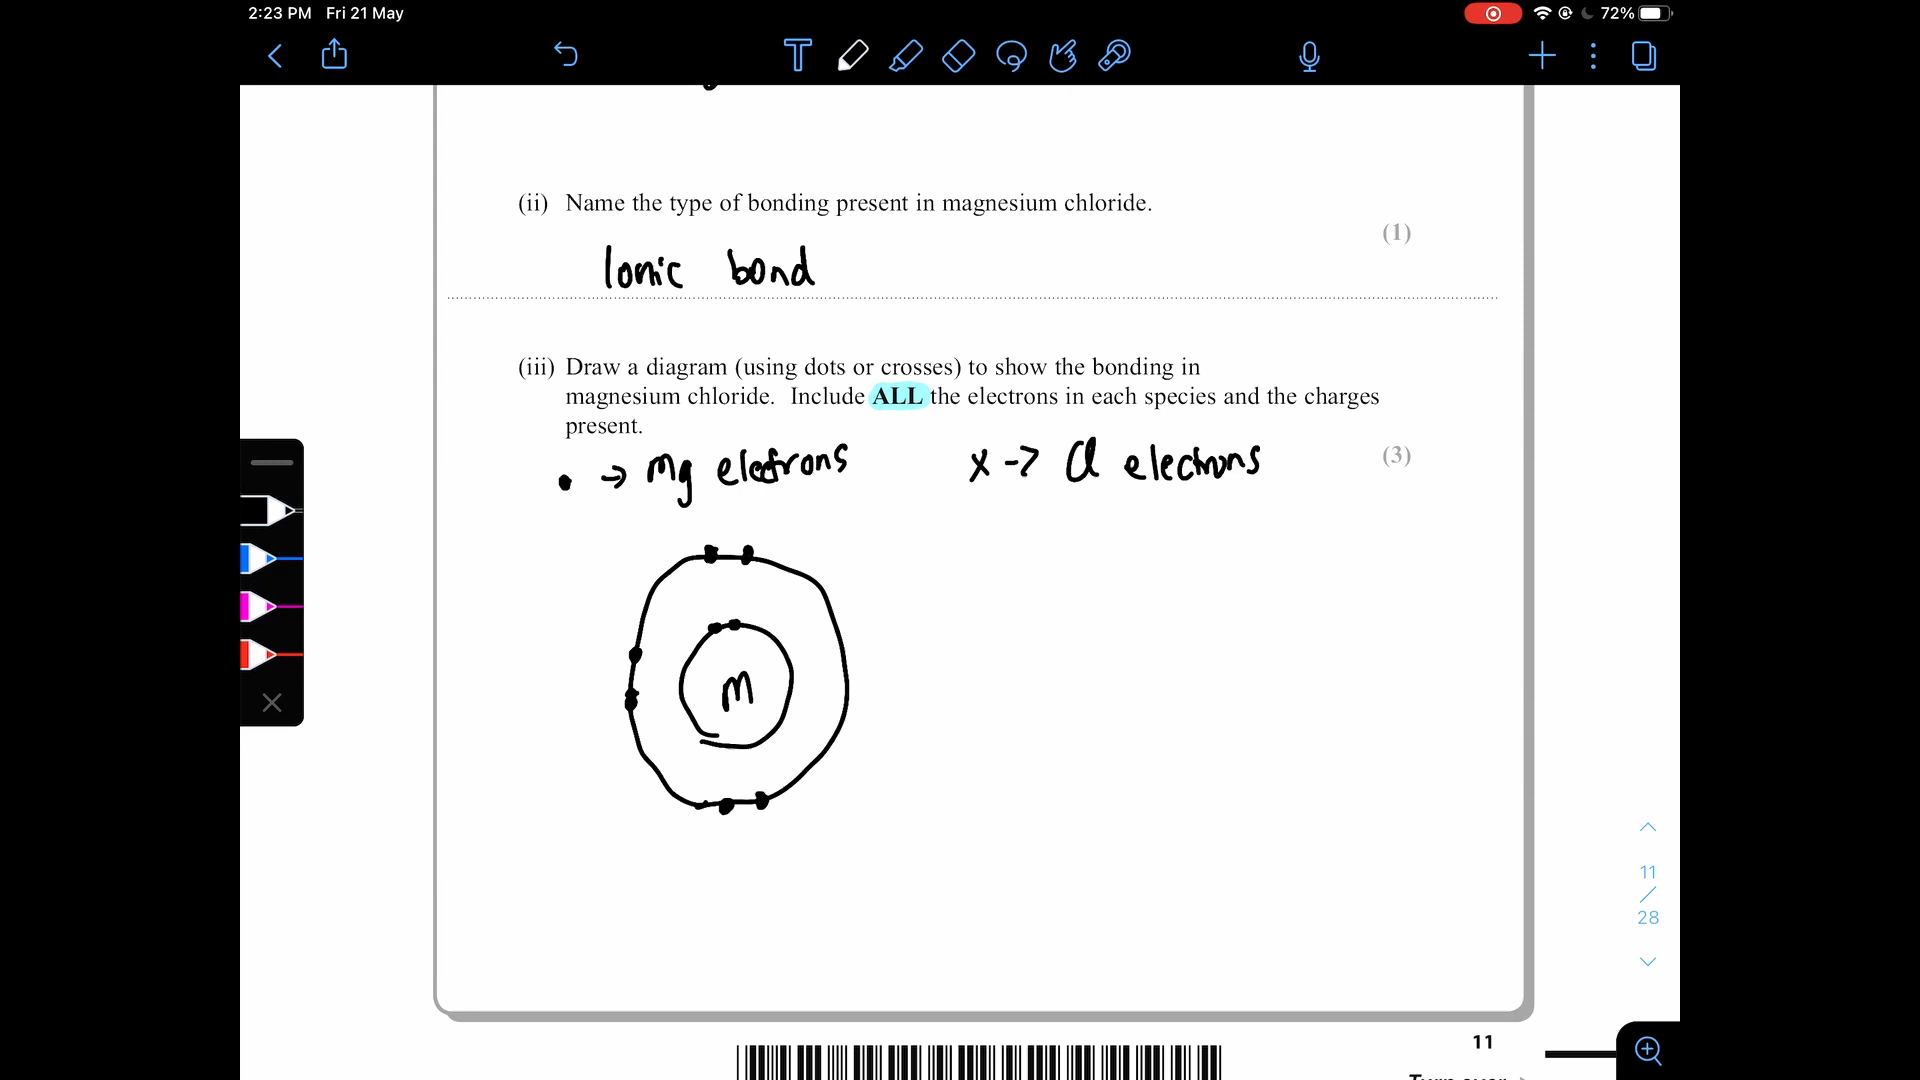 2:23 PM Fri 21 May
72%
(ii) Name the type of bonding present in magnesium chloride.
(1)
Ionic bond
(iii) Draw a diagram (using dots or crosses) to show the bonding in
magnesium chloride. Include ALL the electrons in each species and the charges
present.
(3)
• → Mg electrons x → Cl electrons
M
11
/
28
11